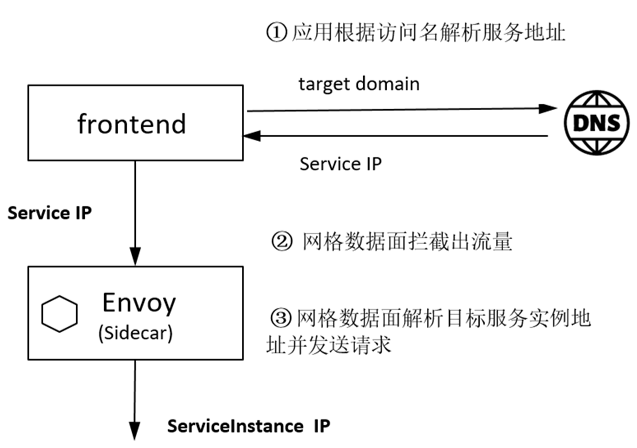 ① 应用根据访问名解析服务地址
target domain
frontend
DNS
Service IP
Service IP
② 网格数据面拦截出流量
Envoy
(Sidecar)
③ 网格数据面解析目标服务实例地
址并发送请求
ServiceInstance IP